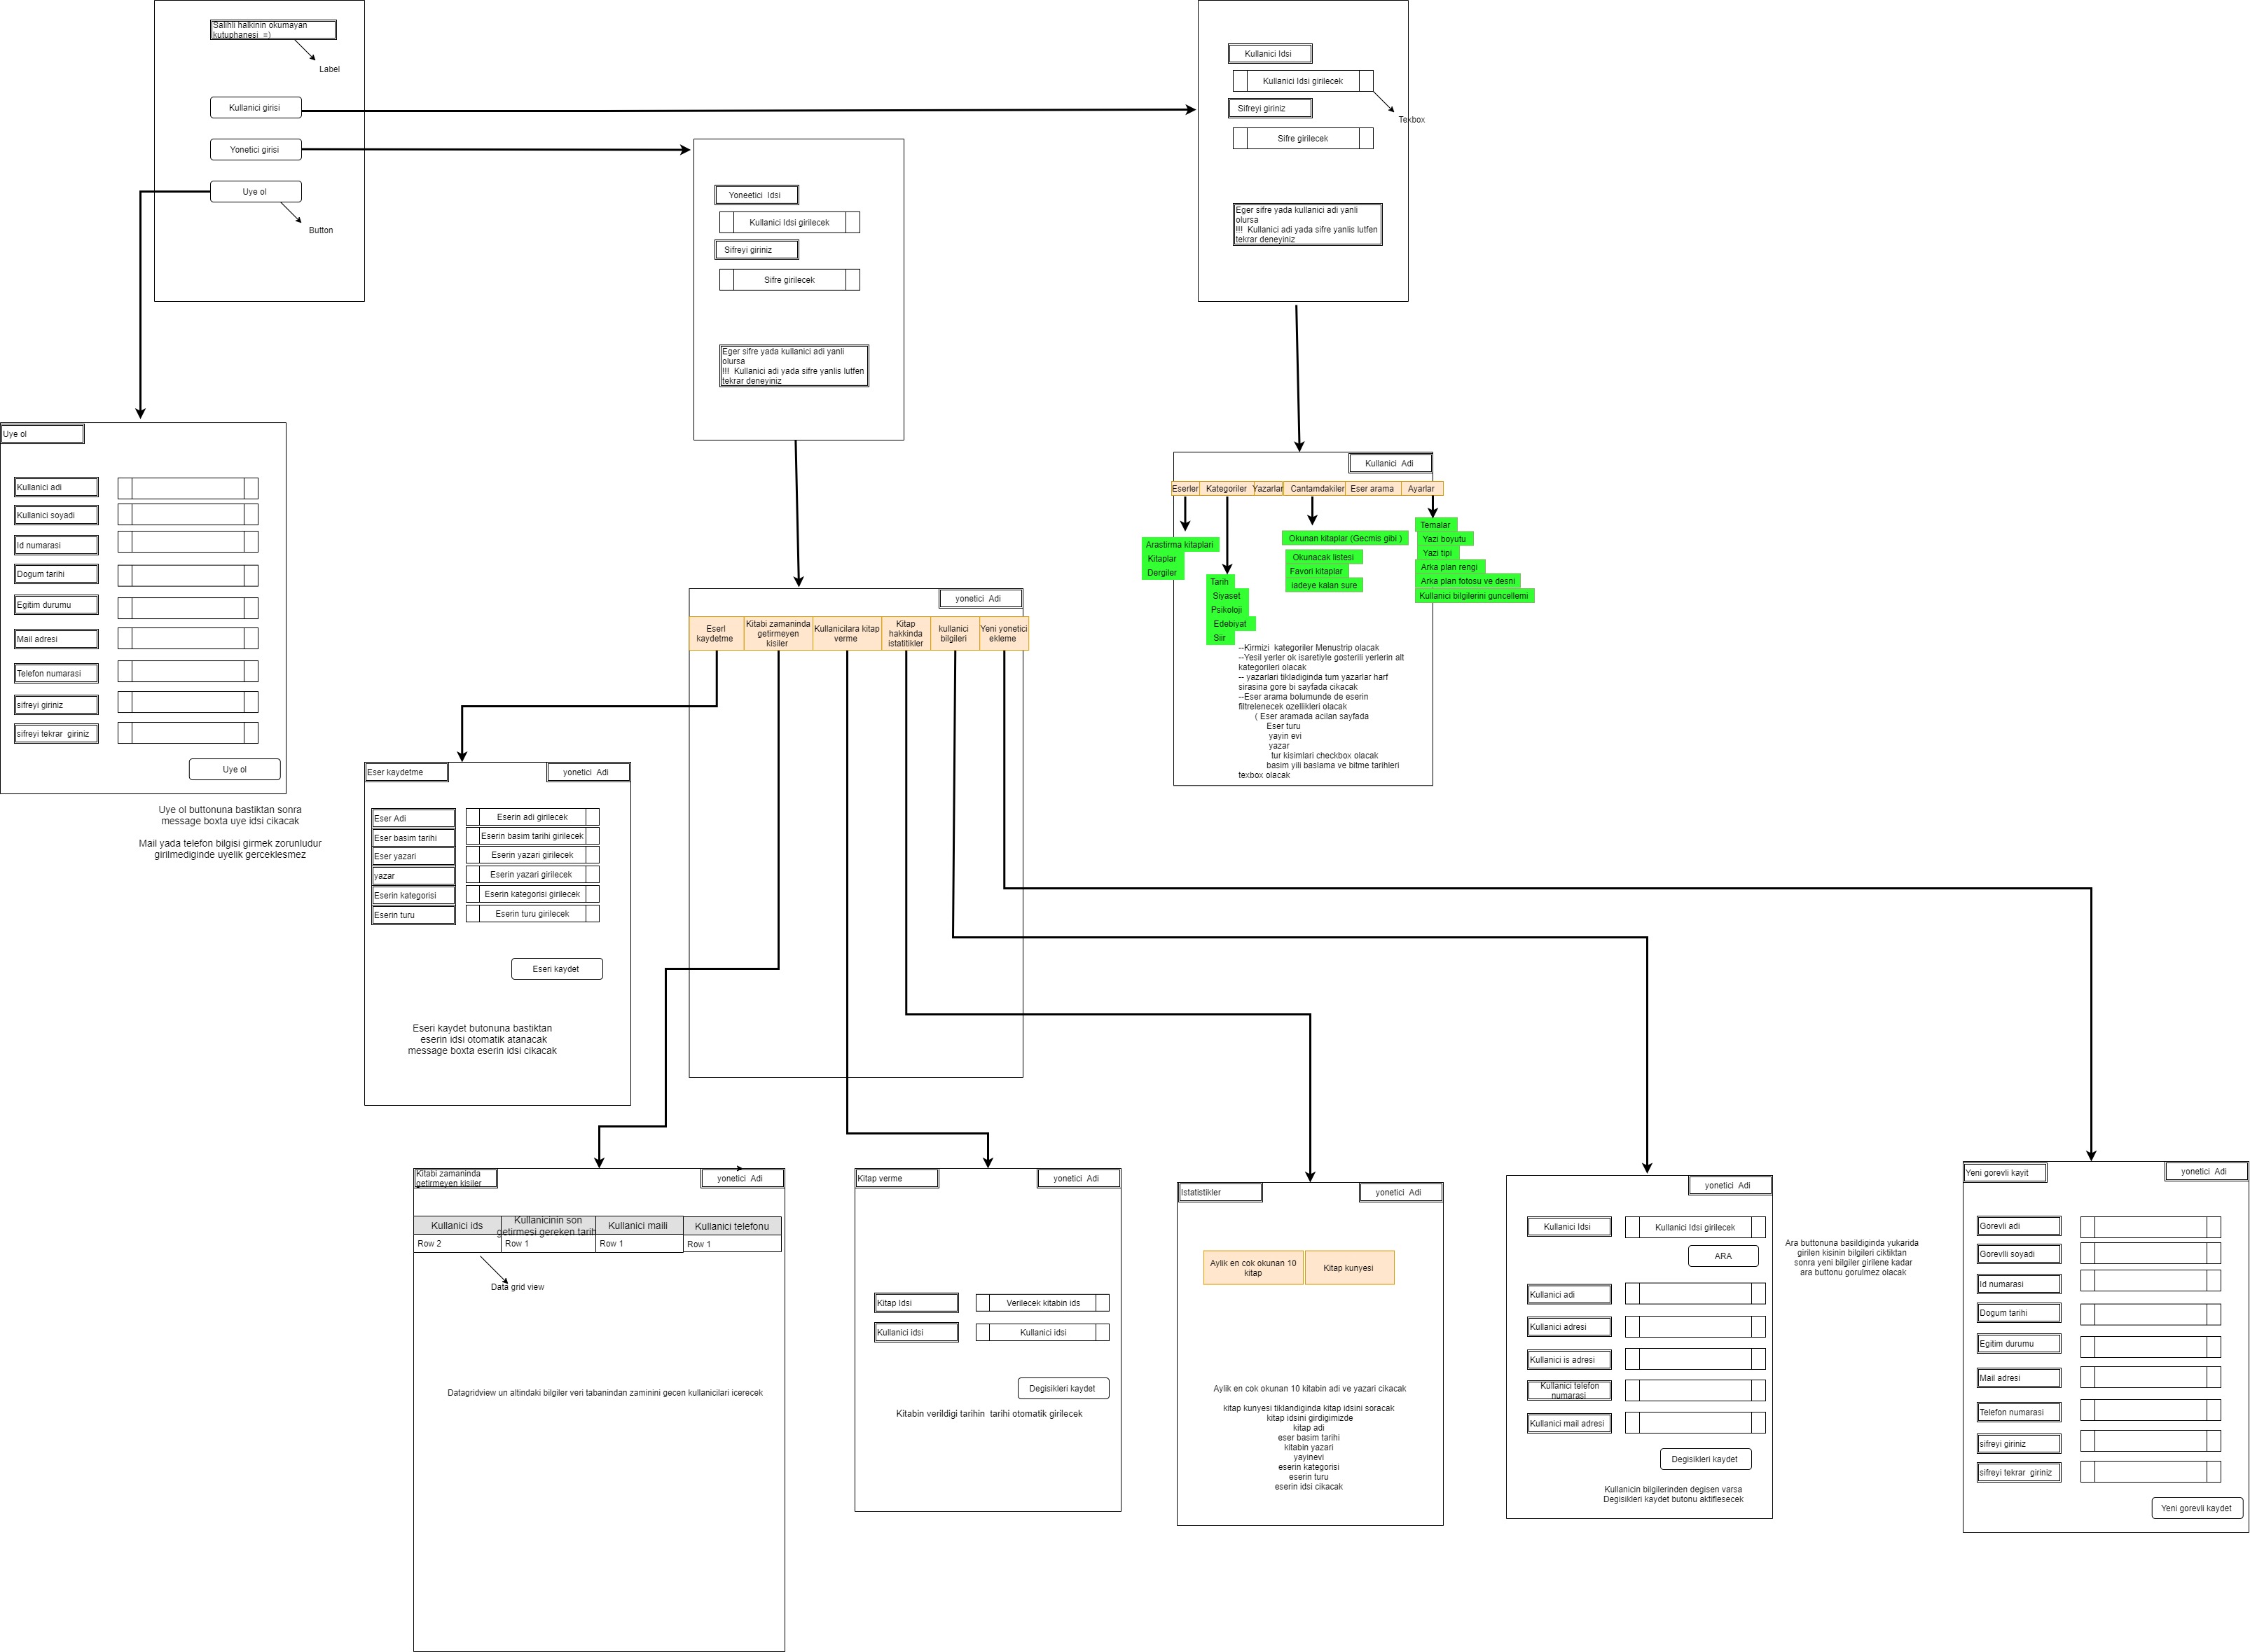 Salihli halkinin okumayan
kutuphanesi =)
Label
Kullanici girisi
Yonetici girisi
Uye ol
Button
Kullanici Idsi
Kullanici Idsi girilecek
Sifreyi giriniz
Texbox
Sifre girilecek
Eger sifre yada kullanici adi yanli
olursa
!!! Kullanici adi yada sifre yanlis lutfen
tekrar deneyiniz
Yoneetici Idsi
Kullanici Idsi girilecek
Sifreyi giriniz
Sifre girilecek
Eger sifre yada kullanici adi yanli
olursa
!!! Kullanici adi yada sifre yanlis lutfen
tekrar deneyiniz
Uye ol
Kullanici adi
Kullanici soyadi
Id numarasi
Dogum tarihi
Egitim durumu
Mail adresi
Telefon numarasi
sifreyi giriniz
sifreyi tekrar giriniz
Uye ol
Uye ol buttonuna bastiktan sonra
message boxta uye idsi cikacak
Mail yada telefon bilgisi girmek zorunludur
girilmediginde uyelik gerceklesmez
Kullanici Adi
Eserler
Kategoriler
Yazarlar
Cantamdakiler
Eser arama
Ayarlar
Arastirma kitaplari
Kitaplar
Dergiler
Tarih
Siyaset
Psikoloji
Edebiyat
Siir
Okunan kitaplar (Gecmis gibi )
Okunacak listesi
Favori kitaplar
iadeye kalan sure
Temalar
Yazi boyutu
Yazi tipi
Arka plan rengi
Arka plan fotosu ve desni
Kullanici bilgilerini guncellemi
--Kirmizi kategoriler Menustrip olacak
--Yesil yerler ok isaretiyle gosterili yerlerin alt
kategorileri olacak
-- yazarlari tikladiginda tum yazarlar harf
sirasina gore bi sayfada cikacak
--Eser arama bolumunde de eserin
filtrelenecek ozellikleri olacak
( Eser aramada acilan sayfada
Eser turu
yayin evi
yazar
tur kisimlari checkbox olacak
basim yili baslama ve bitme tarihleri
texbox olacak
yonetici Adi
Eserl
kaydetme
Kitabi zamaninda
getirmeyen
kisiler
Kullanicilara kitap
verme
Kitap
hakkinda
istatitikler
kullanici
bilgileri
Yeni yonetici
ekleme
Eser kaydetme
yonetici Adi
Eser Adi
Eserin adi girilecek
Eser basim tarihi
Eserin basim tarihi girilecek
Eser yazari
Eserin yazari girilecek
yazar
Eserin yazari girilecek
Eserin kategorisi
Eserin kategorisi girilecek
Eserin turu
Eserin turu girilecek
Eseri kaydet
Eseri kaydet butonuna bastiktan
eserin idsi otomatik atanacak
message boxta eserin idsi cikacak
Kitabi zamaninda
getirmeyen kisiler
yonetici Adi
Kullanici ids
Kullanicinin son
getirmesi gereken tarih
Kullanici maili
Kullanici telefonu
Row 2
Row 1
Row 1
Row 1
Data grid view
Datagridview un altindaki bilgiler veri tabanindan zaminini gecen kullanicilari icerecek
Kitap verme
yonetici Adi
Kitap Idsi
Verilecek kitabin ids
Kullanici idsi
Kullanici idsi
Degisikleri kaydet
Kitabin verildigi tarihin tarihi otomatik girilecek
Istatistikler
yonetici Adi
Aylik en cok okunan 10
kitap
Kitap kunyesi
Aylik en cok okunan 10 kitabin adi ve yazari cikacak
kitap kunyesi tiklandiginda kitap idsini soracak
kitap idsini girdigimizde
kitap adi
eser basim tarihi
kitabin yazari
yayinevi
eserin kategorisi
eserin turu
eserin idsi cikacak
yonetici Adi
Kullanici Idsi
Kullanici Idsi girilecek
ARA
Kullanici adi
Kullanici adresi
Kullanici is adresi
Kullanici telefon
numarasi
Kullanici mail adresi
Degisikleri kaydet
Kullanicin bilgilerinden degisen varsa
Degisikleri kaydet butonu aktiflesecek
Ara buttonuna basildiginda yukarida
girilen kisinin bilgileri ciktiktan
sonra yeni bilgiler girilene kadar
ara buttonu gorulmez olacak
Yeni gorevli kayit
yonetici Adi
Gorevli adi
Gorevlli soyadi
Id numarasi
Dogum tarihi
Egitim durumu
Mail adresi
Telefon numarasi
sifreyi giriniz
sifreyi tekrar giriniz
Yeni gorevli kaydet